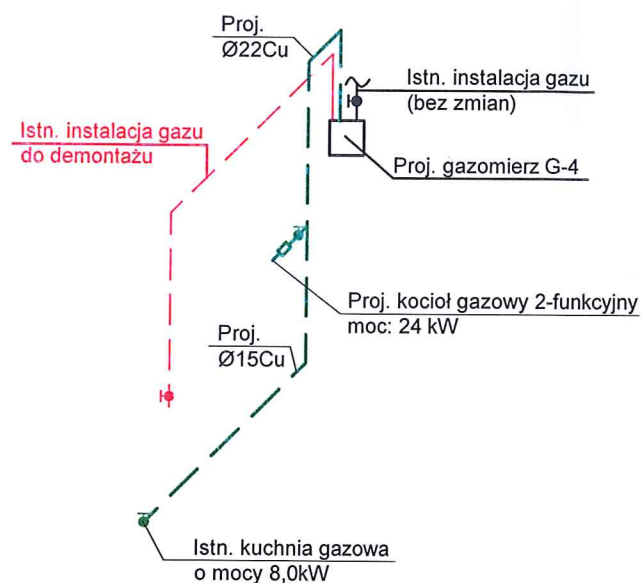 Proj.
Ø22Cu
Istn. instalacja gazu
(bez zmian)
Istn. instalacja gazu
do demontażu
Proj. gazomierz G-4
Proj. kocioł gazowy 2-funkcyjny
moc: 24 kW
Proj.
Ø15Cu
Istn. kuchnia gazowa
o mocy 8,0kW